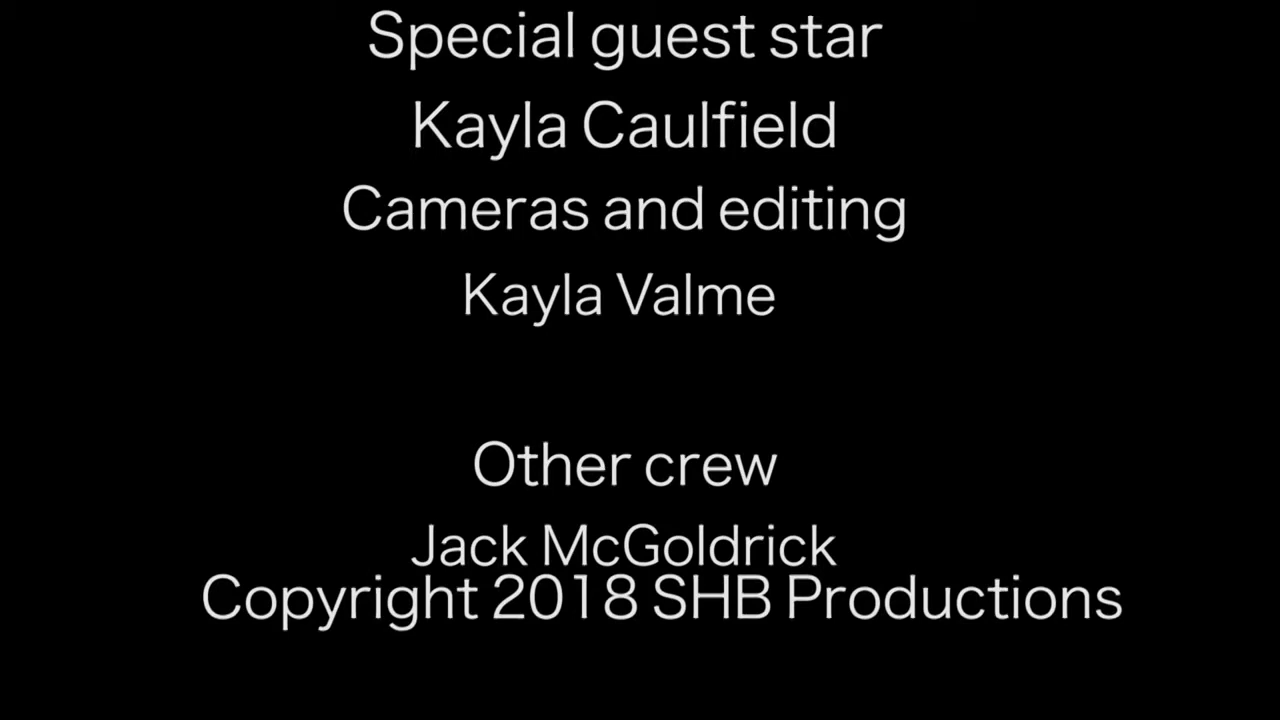 Special guest star
Kayla Caulfield
Cameras and editing
Kayla Valme
Other crew
Jack McGoldrick
Copyright 2018 SHB Productions